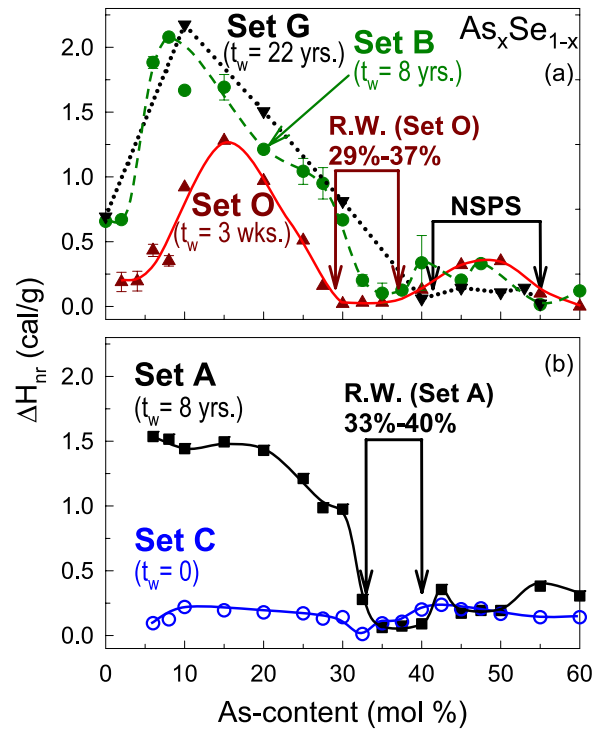 Set G
(tw= 22 yrs.)
Set B
(tw= 8 yrs.)
AsxSe1-x
(a)
R.W. (Set O)
29%-37%
NSPS
Set O
(tw= 3 wks.)
2.0
1.5
1.0
0.5
0.0
ΔHnr (cal/g)
Set A
(tw= 8 yrs.)
(b)
R.W. (Set A)
33%-40%
Set C
(tw= 0)
2.0
1.5
1.0
0.5
0.0
0 10 20 30 40 50 60
As-content (mol %)